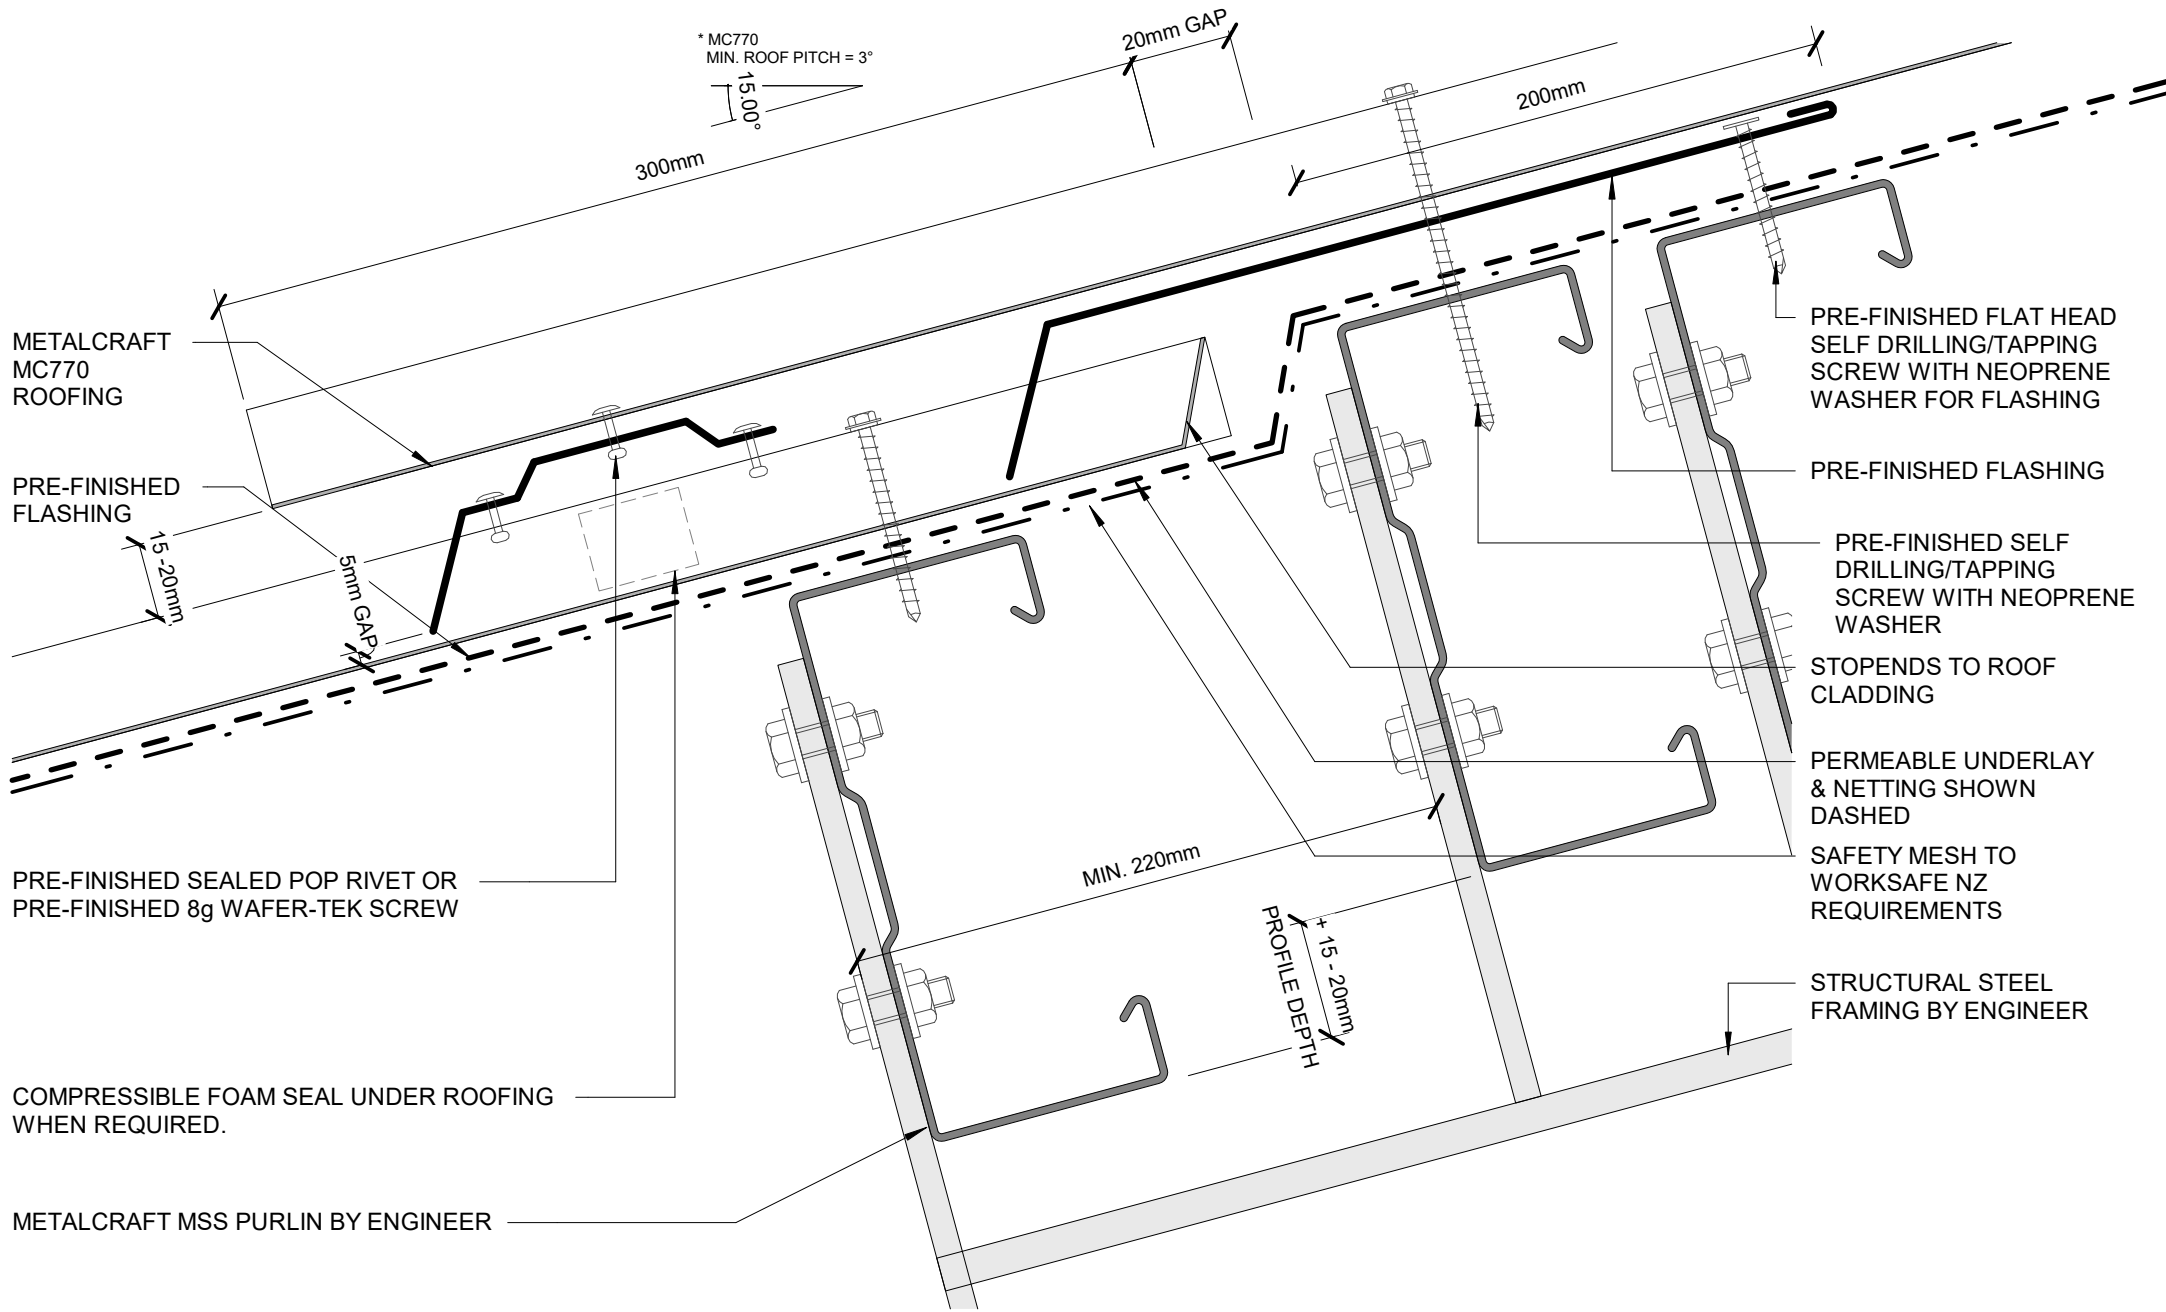 * MC770
MIN. ROOF PITCH = 3°
15.00°
20mm GAP
200mm
300mm
METALCRAFT
MC770
ROOFING
PRE-FINISHED
FLASHING
15 -20mm
5mm GAP
PRE-FINISHED SEALED POP RIVET OR
PRE-FINISHED 8g WAFER-TEK SCREW
COMPRESSIBLE FOAM SEAL UNDER ROOFING
WHEN REQUIRED.
METALCRAFT MSS PURLIN BY ENGINEER
MIN. 220mm
PROFILE DEPTH
+ 15 - 20mm
PRE-FINISHED FLAT HEAD
SELF DRILLING/TAPPING
SCREW WITH NEOPRENE
WASHER FOR FLASHING
PRE-FINISHED FLASHING
PRE-FINISHED SELF
DRILLING/TAPPING
SCREW WITH NEOPRENE
WASHER
STOPENDS TO ROOF
CLADDING
PERMEABLE UNDERLAY
& NETTING SHOWN
DASHED
SAFETY MESH TO
WORKSAFE NZ
REQUIREMENTS
STRUCTURAL STEEL
FRAMING BY ENGINEER